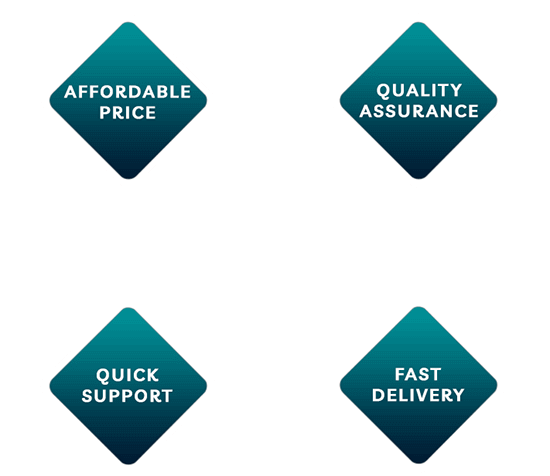 AFFORDABLE
PRICE
QUALITY
ASSURANCE
QUICK
SUPPORT
FAST
DELIVERY